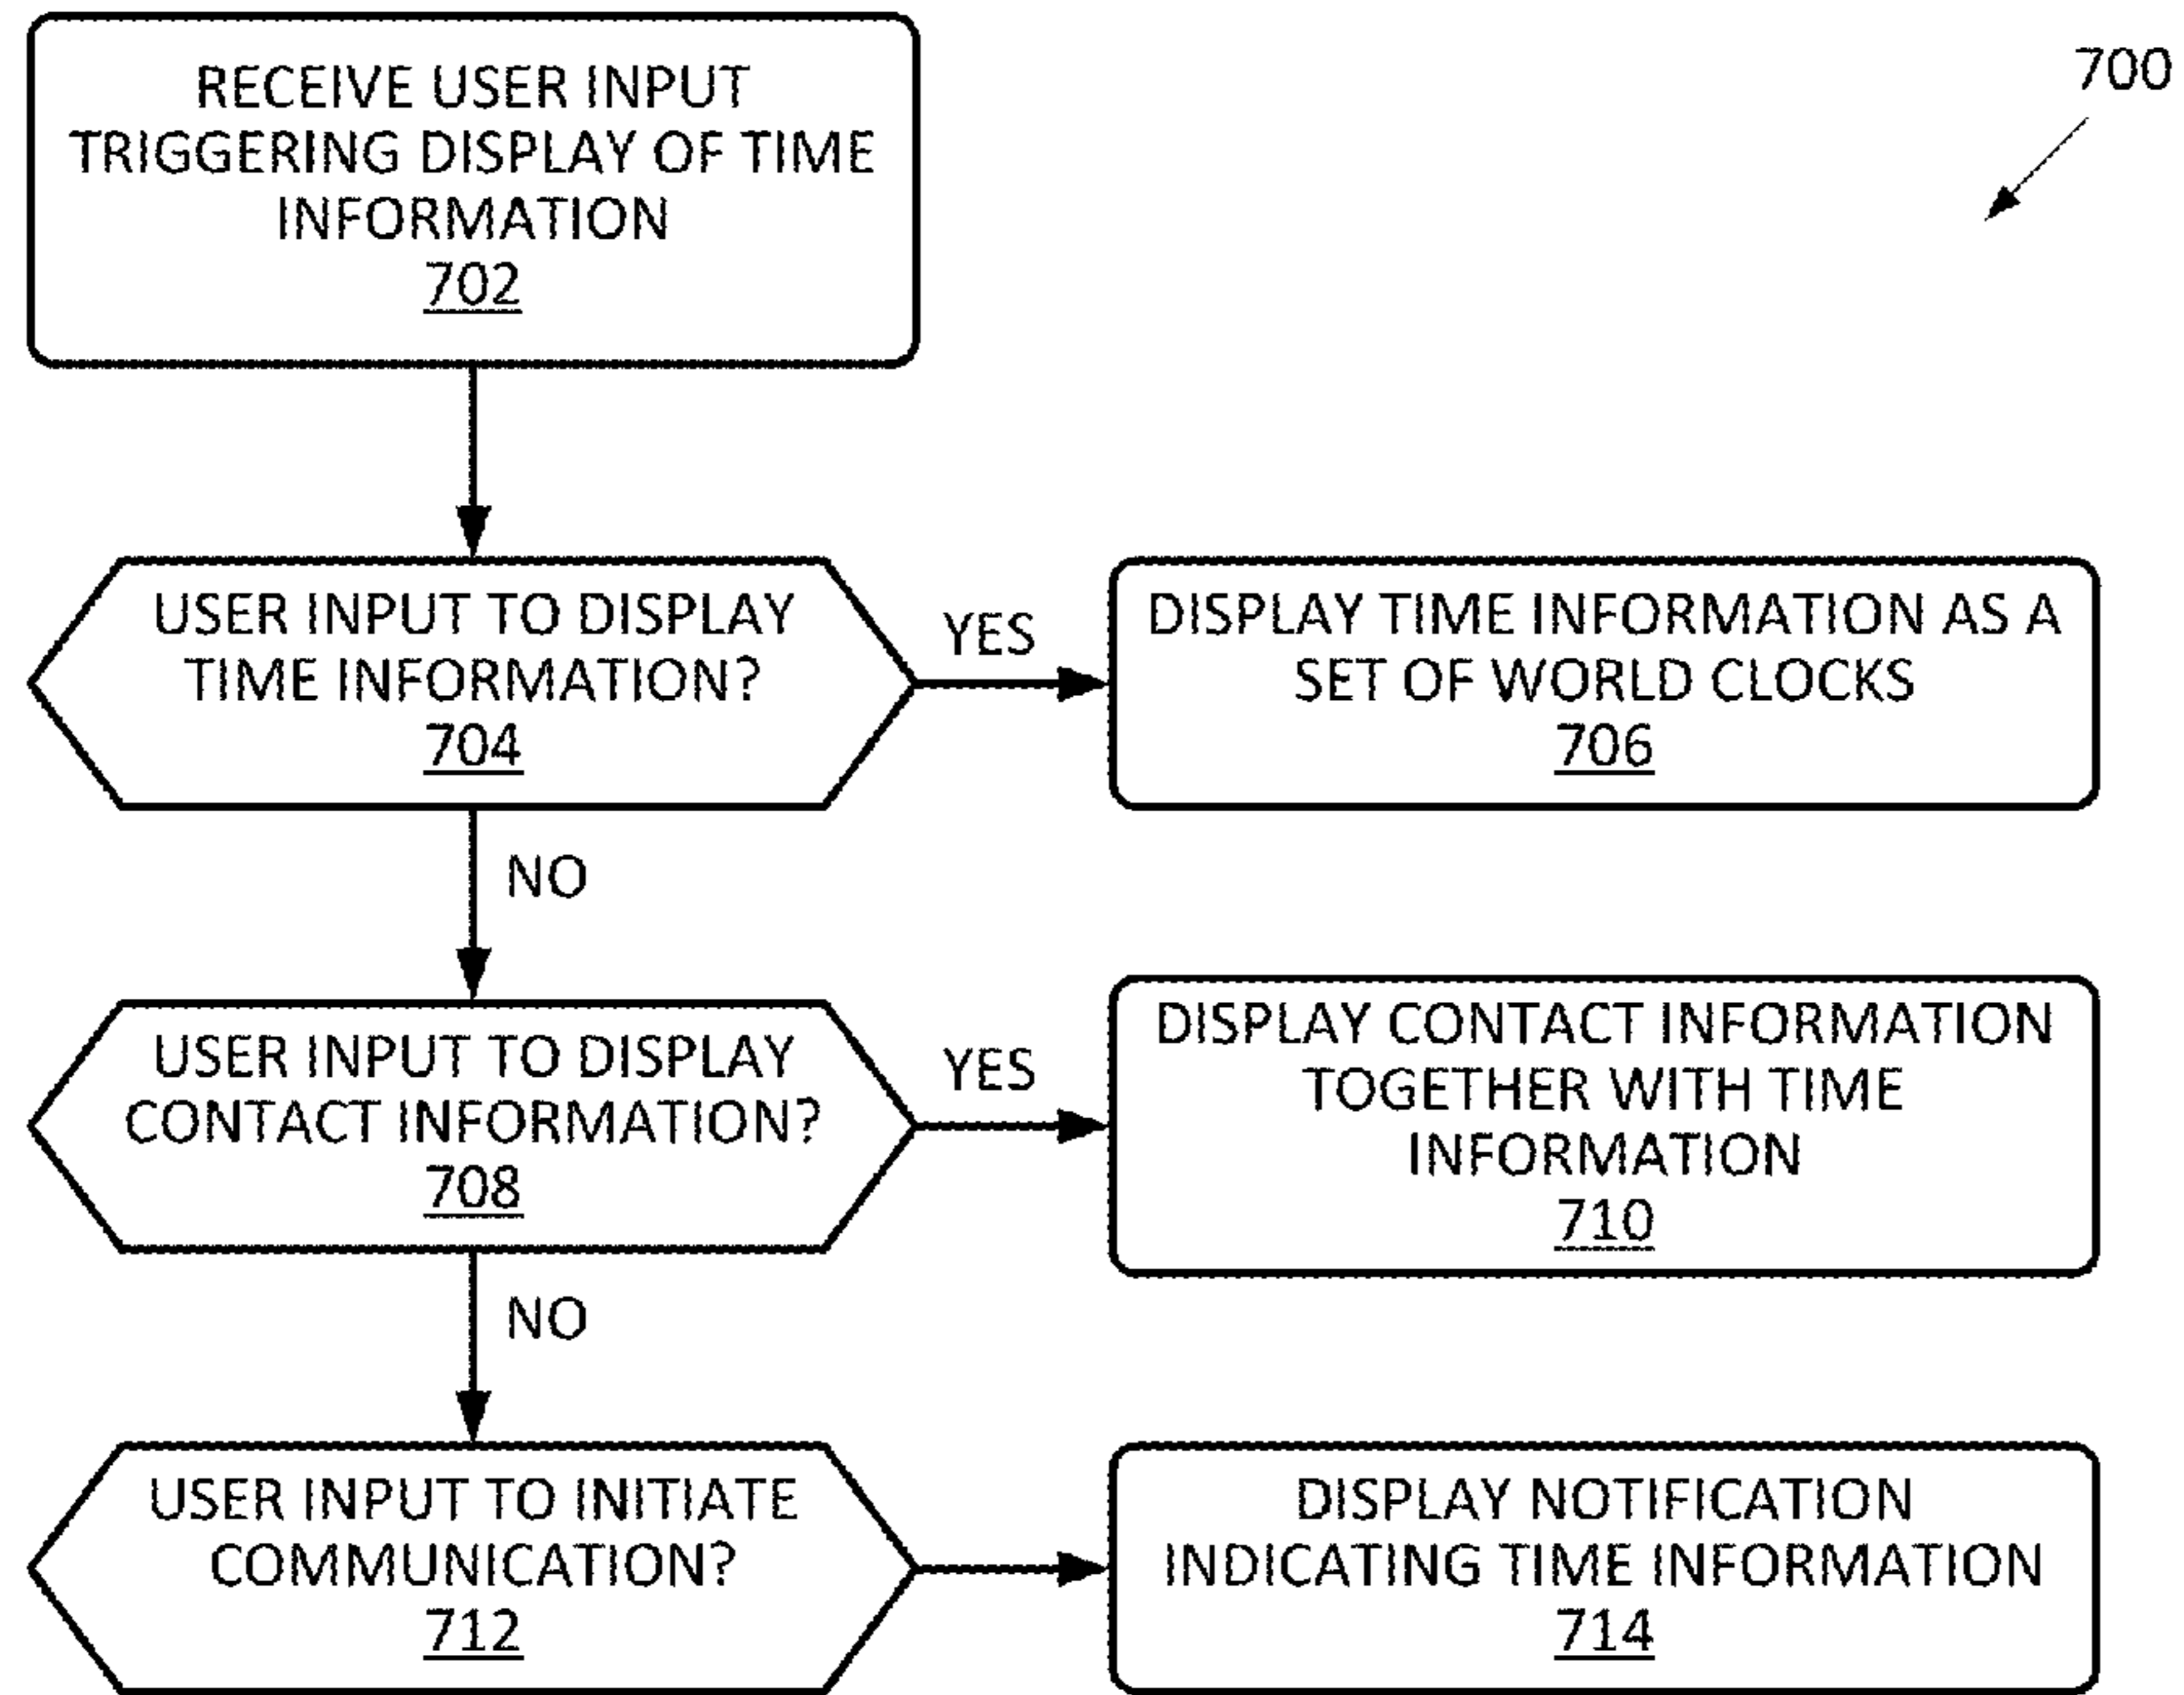 700
RECEIVE USER INPUT
TRIGGERING DISPLAY OF TIME
INFORMATION
702
USER INPUT TO DISPLAY
TIME INFORMATION?
704
YES
DISPLAY TIME INFORMATION AS A
SET OF WORLD CLOCKS
706
NO
USER INPUT TO DISPLAY
CONTACT INFORMATION?
708
YES
DISPLAY CONTACT INFORMATION
TOGETHER WITH TIME
INFORMATION
710
NO
USER INPUT TO INITIATE
COMMUNICATION?
712
DISPLAY NOTIFICATION
INDICATING TIME INFORMATION
714